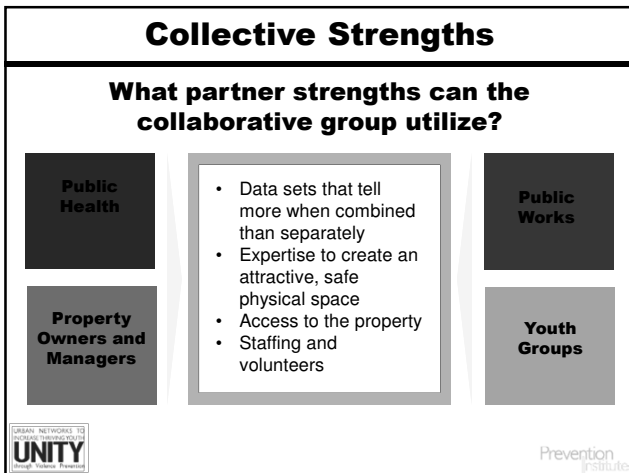 Collective Strengths
What partner strengths can the
collaborative group utilize?
Public
Health
Property
Owners and
Managers
• Data sets that tell
more when combined
than separately
• Expertise to create an
attractive, safe
physical space
• Access to the property
• Staffing and
volunteers
Public
Works
Youth
Groups
URBAN NETWORKS TO
INCREASE THRIVING YOUTH
UNITY
through Violence Prevention
Prevention
Institute